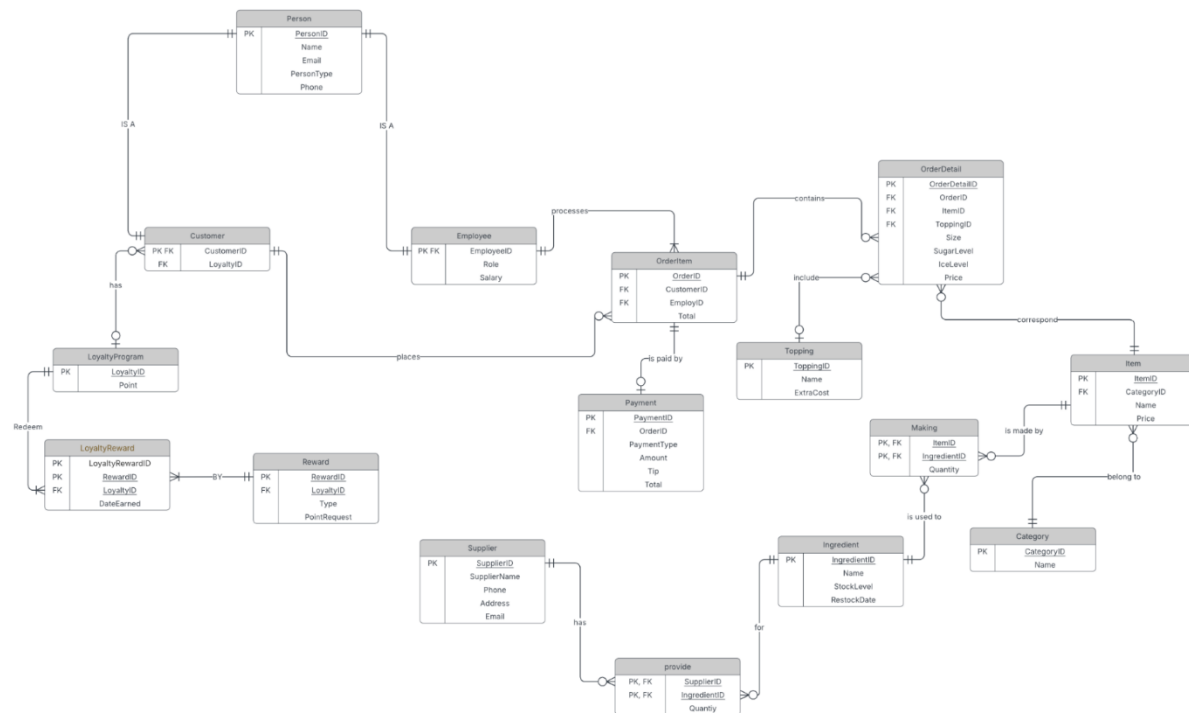 Person
PK PersonID
Name
Email
PersonType
Phone
IS A
IS A
OrderDetail
PK OrderDetailID
FK OrderID
FK ItemID
FK ToppingID
Size
SugarLevel
IceLevel
Price
processes
contains
Customer
PK FK CustomerID
FK LoyaltyID
Employee
PK FK EmployeeID
Role
Salary
OrderItem
PK OrderID
FK CustomerID
FK EmployID
Total
include
has
correspond
places
is paid by
LoyaltyProgram
PK LoyaltyID
Point
Topping
PK ToppingID
Name
ExtraCost
Item
PK ItemID
FK CategoryID
Name
Price
Payment
PK PaymentID
FK OrderID
PaymentType
Amount
Tip
Total
Redeem
Making
PK, FK ItemID
PK, FK IngredientID
Quantity
is made by
LoyaltyReward
PK LoyaltyRewardID
PK RewardID
FK LoyaltyID
DateEarned
BY
Reward
PK RewardID
FK LoyaltyID
Type
PointRequest
belong to
is used to
Category
PK CategoryID
Name
Supplier
PK SupplierID
SupplierName
Phone
Address
Email
Ingredient
PK IngredientID
Name
StockLevel
RestockDate
has
for
provide
PK, FK SupplierID
PK, FK IngredientID
Quantiy